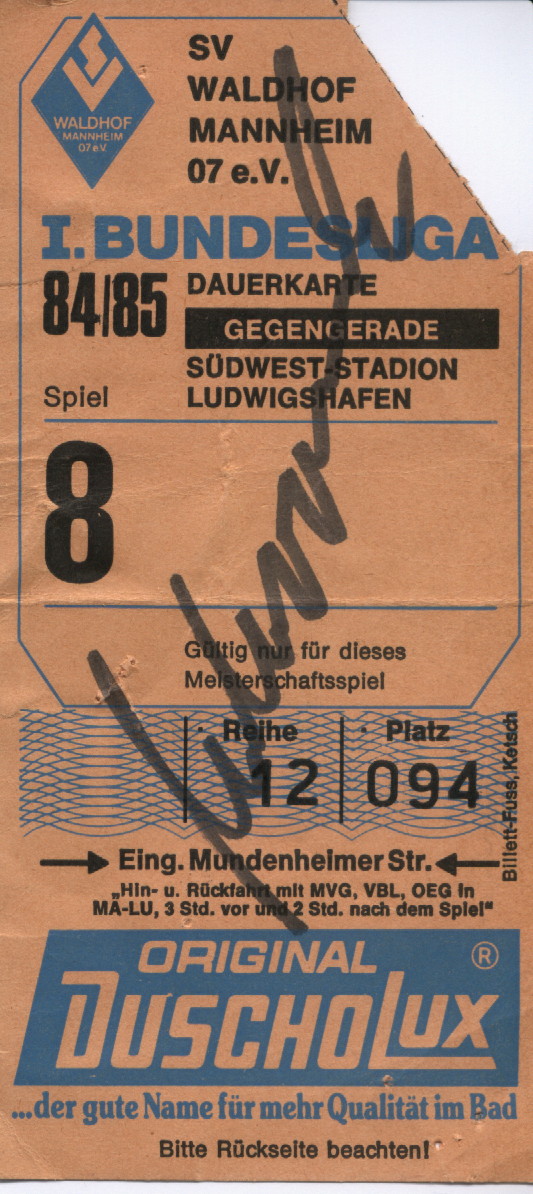 WALDHOF
MANNHEIM
07 e.V.
SV
WALDHOF
MANNHEIM
07 e.V.
I. BUNDESLIGA
84/85
DAUERKARTE
GEGENGERADE
SÜDWEST-STADION
LUDWIGSHAFEN
Spiel
8
Gültig nur für dieses
Meisterschaftsspiel
Reihe
12
Platz
094
Billett-Fuss, Ketsch
Eing. Mundenheimer Str.
„Hin- u. Rückfahrt mit MVG, VBL, OEG in
MA-LU, 3 Std. vor und 2 Std. nach dem Spiel"
ORIGINAL ®
DUSCHOLUX
...der gute Name für mehr Qualität im Bad
Bitte Rückseite beachten!